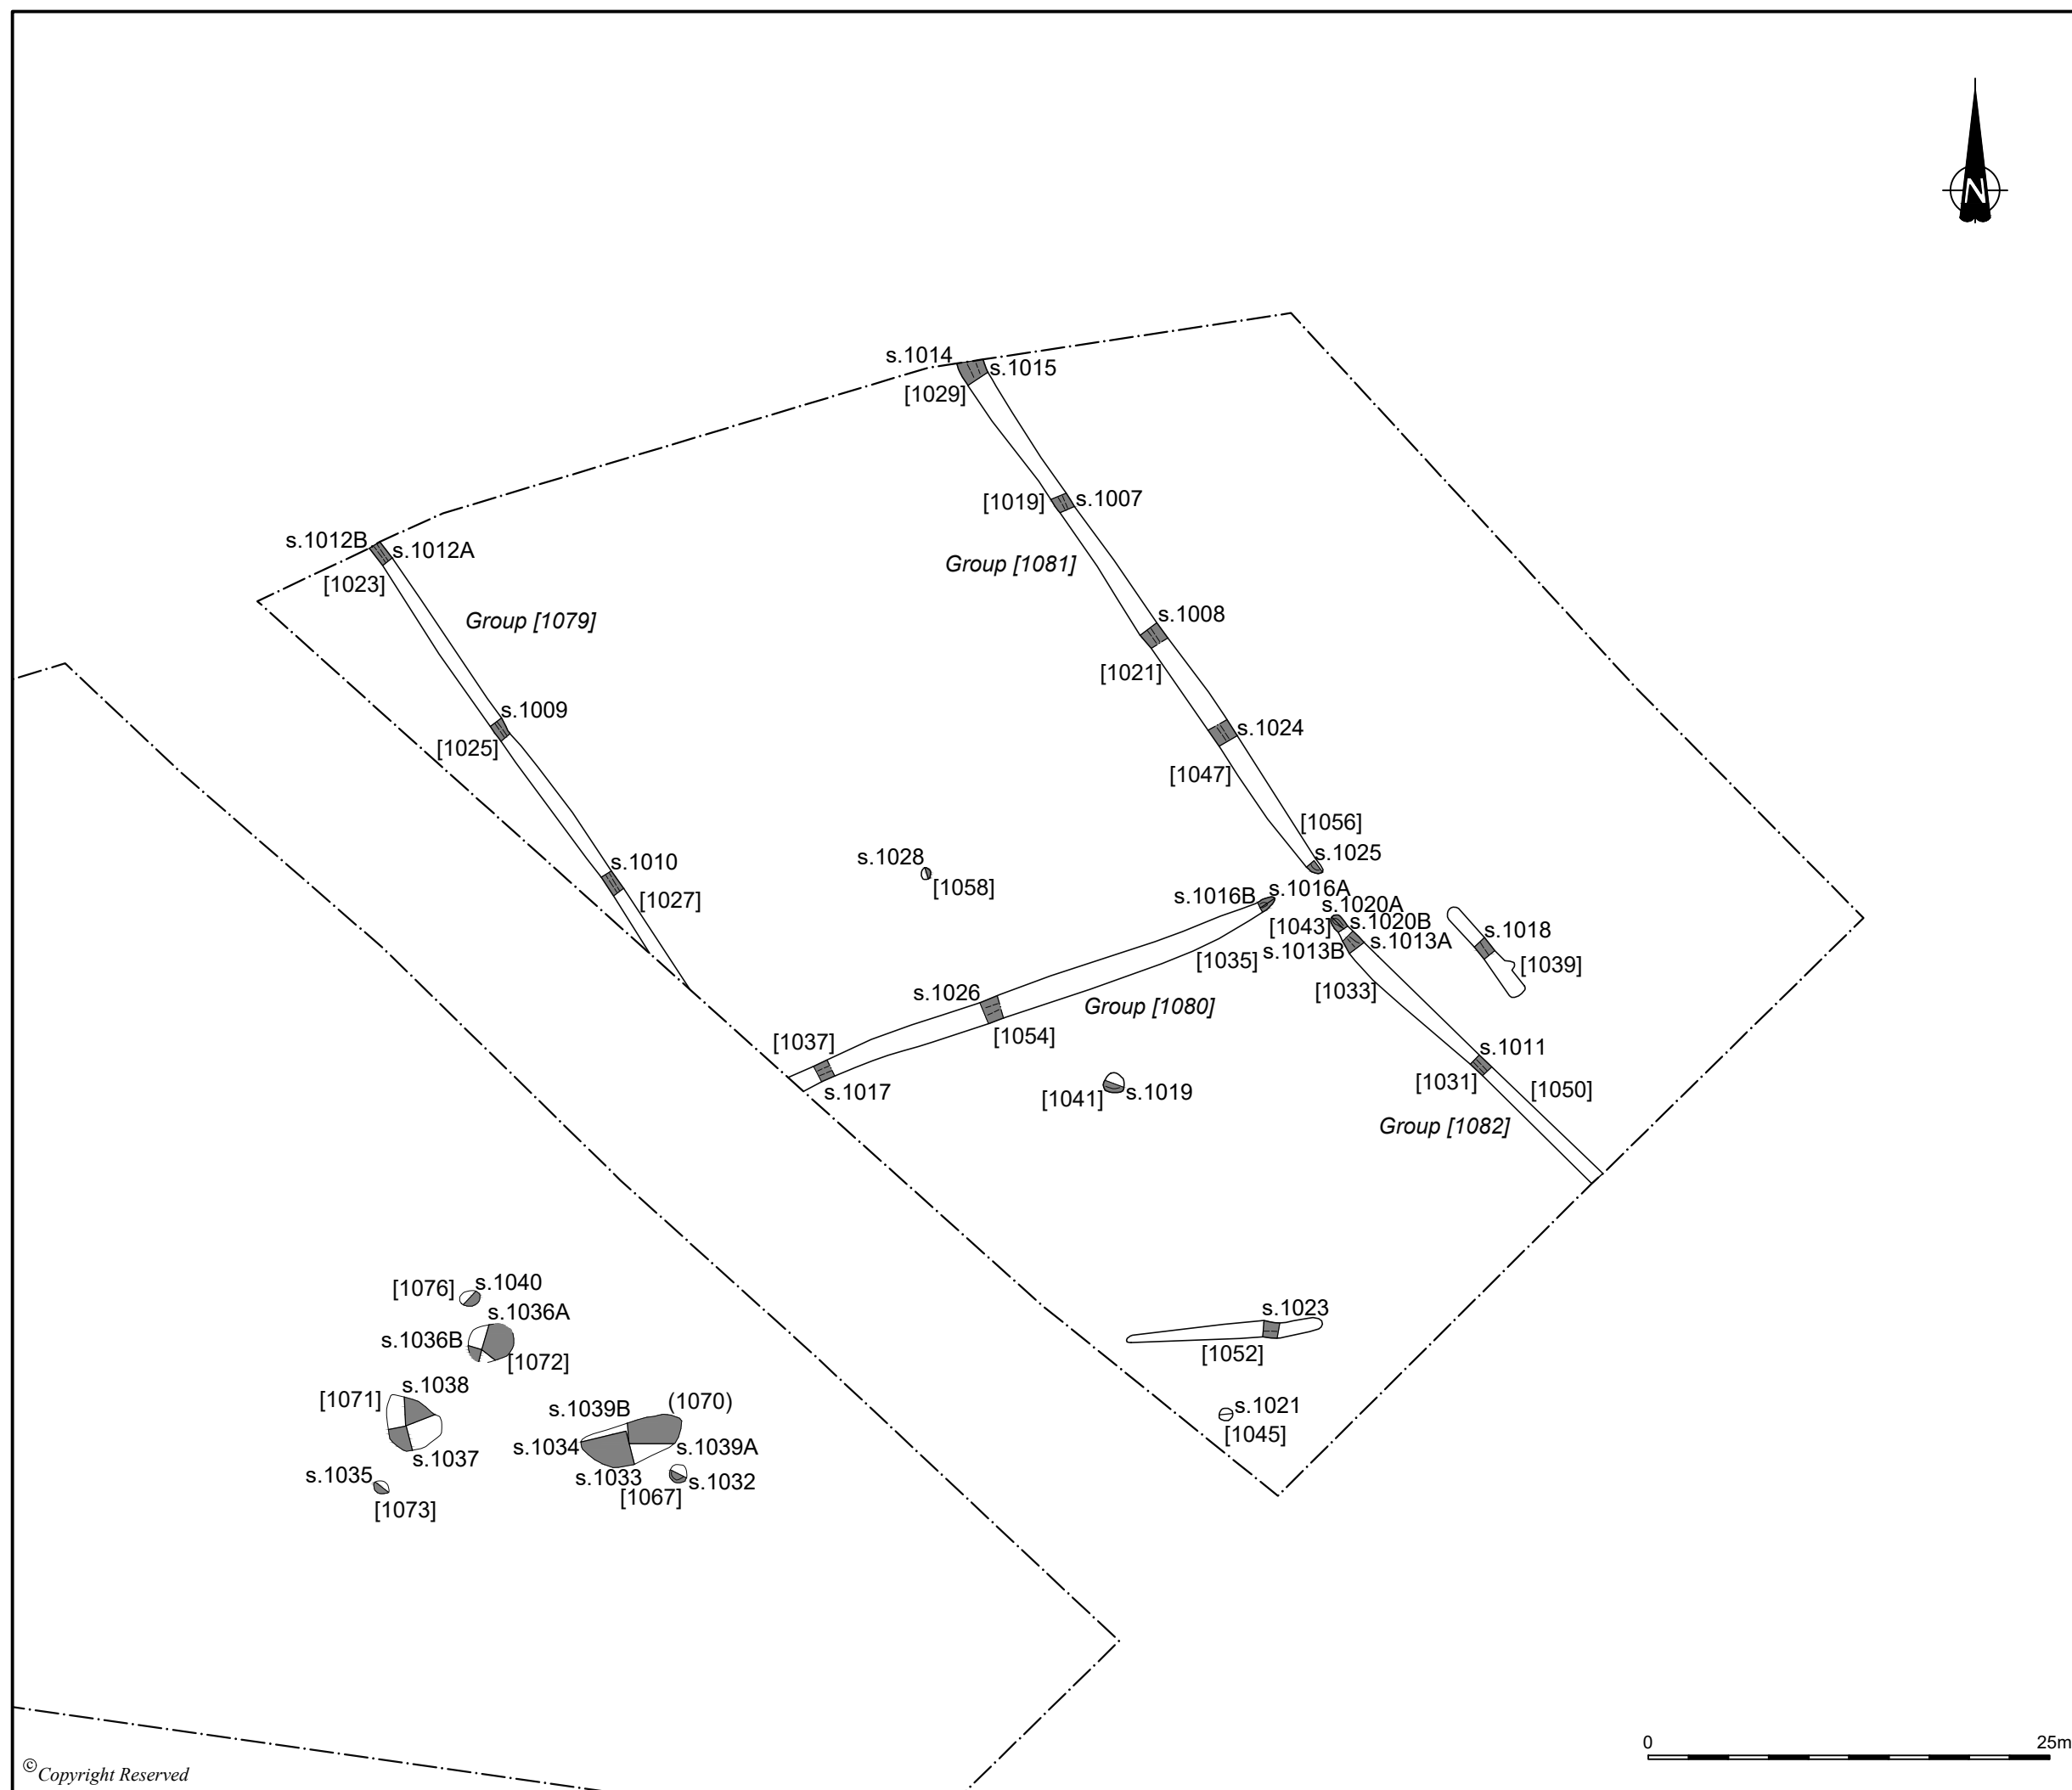 N
s.1014
s.1015
[1029]
[1019]
s.1007
s.1012B
s.1012A
[1023]
Group [1081]
Group [1079]
s.1008
[1021]
s.1009
[1025]
s.1024
[1047]
[1056]
s.1025
s.1028
[1058]
s.1010
[1027]
s.1016B
s.1016A
s.1020A
[1043]
s.1020B
s.1013B
s.1013A
s.1018
[1039]
[1035]
[1033]
s.1026
[1054]
Group [1080]
[1037]
s.1017
[1041]
s.1019
s.1011
[1031]
[1050]
Group [1082]
[1076]
s.1040
s.1036A
s.1036B
[1072]
s.1023
[1052]
[1071]
s.1038
s.1037
s.1039B
(1070)
s.1034
s.1039A
s.1033
s.1032
[1067]
s.1035
[1073]
s.1021
[1045]
0 25m
©Copyright Reserved